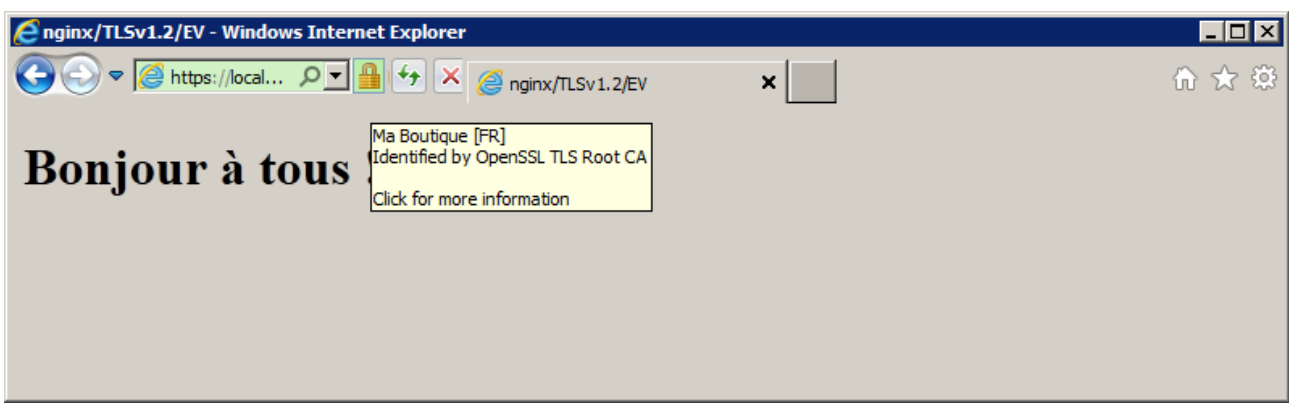 nginx/TLSv1.2/EV - Windows Internet Explorer
https://local... nginx/TLSv1.2/EV
Ma Boutique [FR]
Identified by OpenSSL TLS Root CA
Click for more information
Bonjour à tous !